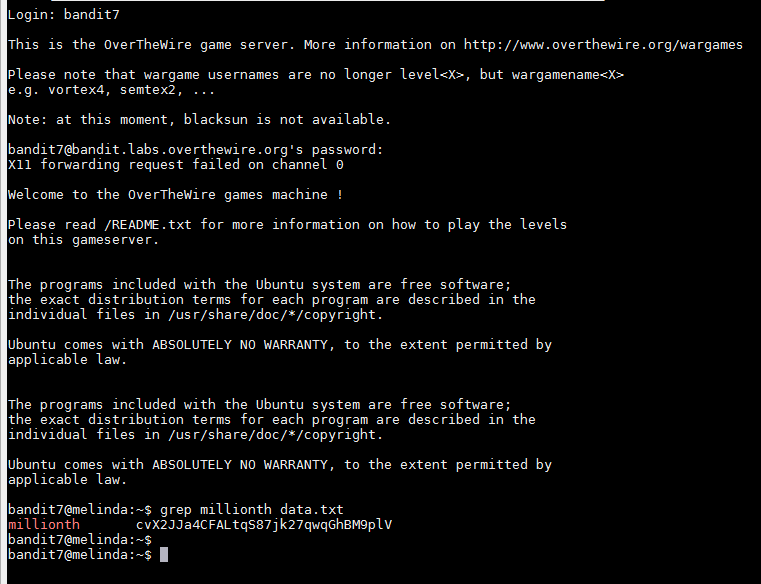 Login: bandit7
This is the OverTheWire game server. More information on http://www.overthewire.org/wargames
Please note that wargame usernames are no longer level<X>, but wargamename<X>
e.g. vortex4, semtex2, ...
Note: at this moment, blacksun is not available.
bandit7@bandit.labs.overthewire.org's password:
X11 forwarding request failed on channel 0
Welcome to the OverTheWire games machine !
Please read /README.txt for more information on how to play the levels
on this gameserver.
The programs included with the Ubuntu system are free software;
the exact distribution terms for each program are described in the
individual files in /usr/share/doc/*/copyright.
Ubuntu comes with ABSOLUTELY NO WARRANTY, to the extent permitted by
applicable law.
The programs included with the Ubuntu system are free software;
the exact distribution terms for each program are described in the
individual files in /usr/share/doc/*/copyright.
Ubuntu comes with ABSOLUTELY NO WARRANTY, to the extent permitted by
applicable law.
bandit7@melinda:~$ grep millionth data.txt
millionth       cvX2JJa4CFALtqS87jk27qwqGhBM9plV
bandit7@melinda:~$
bandit7@melinda:~$